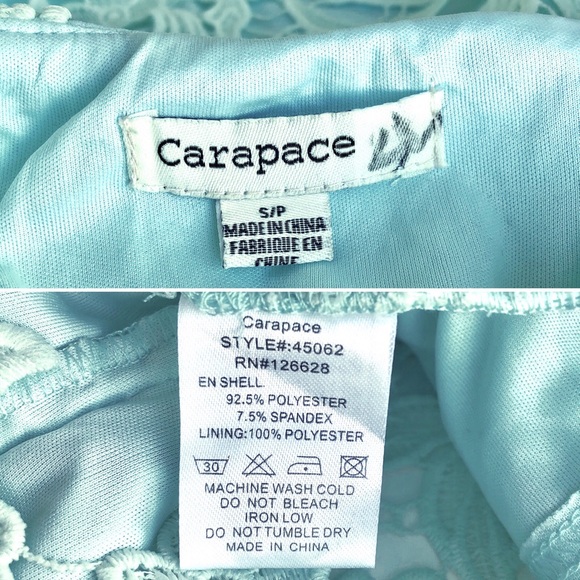 Carapace
S/P
MADE IN CHINA
FABRIQUE EN
CHINE
Carapace
STYLE#:45062
RN#126628
EN SHELL
92.5% POLYESTER
7.5% SPANDEX
LINING:100% POLYESTER
30
MACHINE WASH COLD
DO NOT BLEACH
IRON LOW
DO NOT TUMBLE DRY
MADE IN CHINA